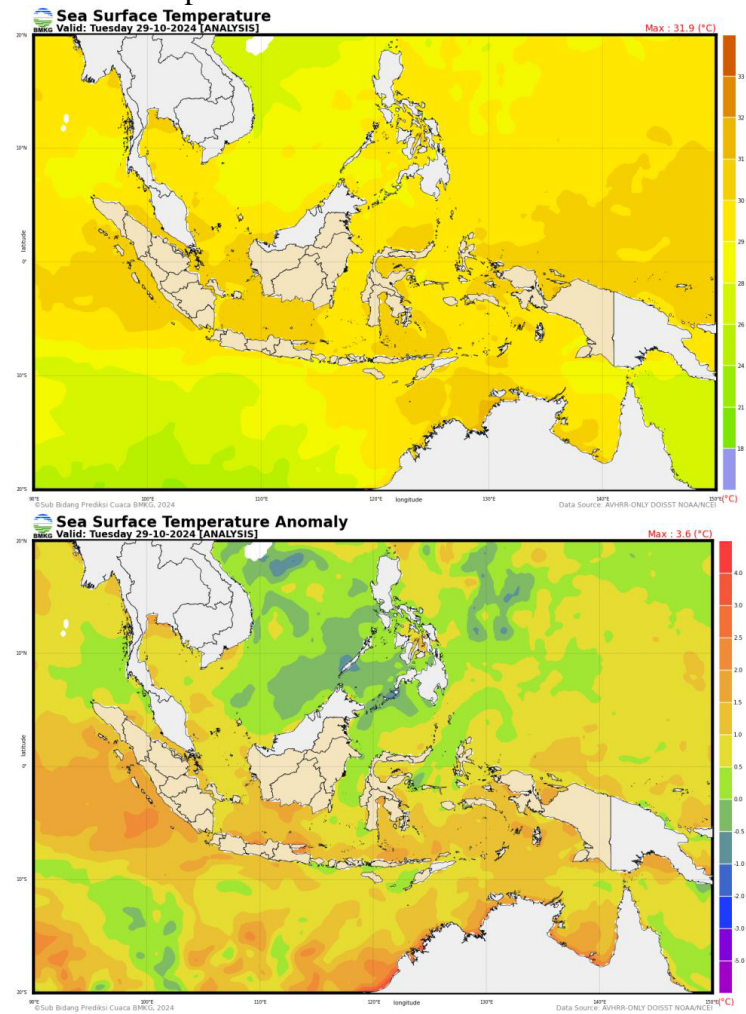 Sea Surface Temperature
BMKG Valid: Tuesday 29-10-2024 [ANALYSIS] Max : 31.9 (°C)
20°N
10°N
0°
10°S
20°S
latitude
33
32
31
30
29
28
24
21
18
(°C)
90°E 100°E 110°E 120°E 130°E 140°E 150°E
longitude
©Sub Bidang Prediksi Cuaca BMKG, 2024 Data Source: AVHRR-ONLY DOISST NOAA/NCEI
Sea Surface Temperature Anomaly
BMKG Valid: Tuesday 29-10-2024 [ANALYSIS] Max : 3.6 (°C)
20°N
10°N
0°
10°S
20°S
latitude
4.0
3.0
2.5
2.0
1.5
1.0
0.5
0.0
-0.5
-1.0
-2.0
-3.0
-5.0
(°C)
90°E 100°E 110°E 120°E 130°E 140°E 150°E
longitude
©Sub Bidang Prediksi Cuaca BMKG, 2024 Data Source: AVHRR-ONLY DOISST NOAA/NCEI